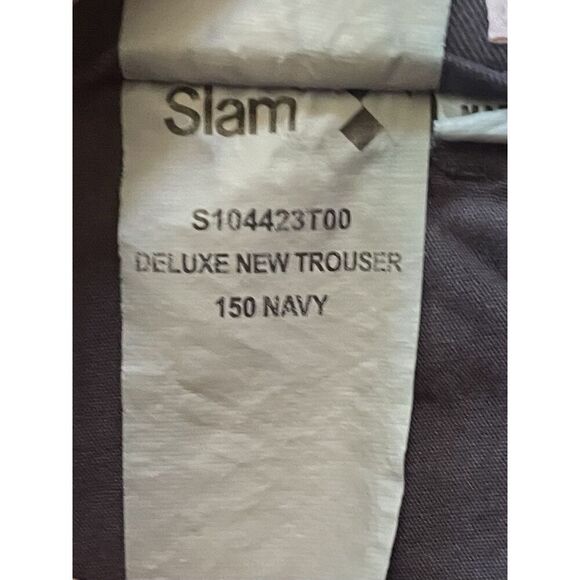 Slam
S104423T00
DELUXE NEW TROUSER
150 NAVY